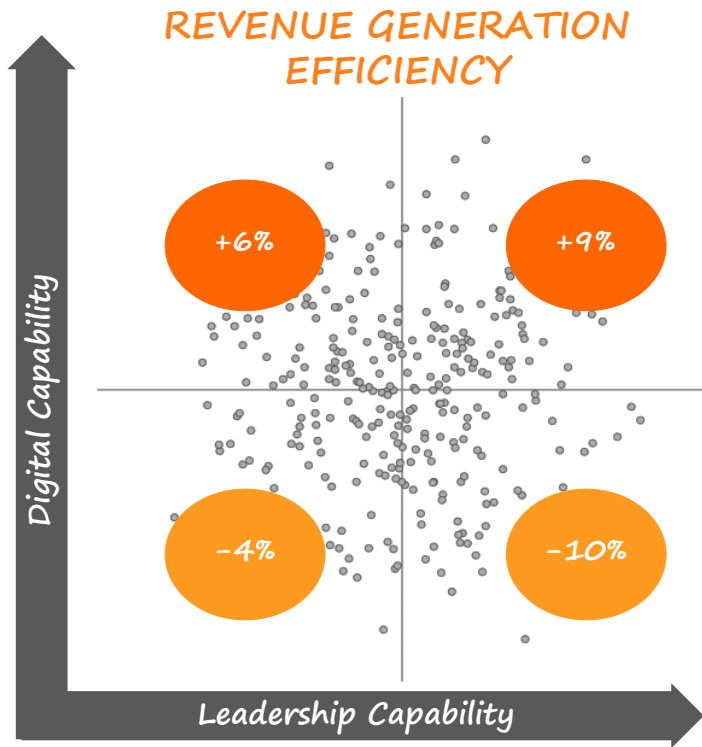 REVENUE GENERATION
EFFICIENCY
+6%
+9%
Digital Capability
-4%
-10%
Leadership Capability